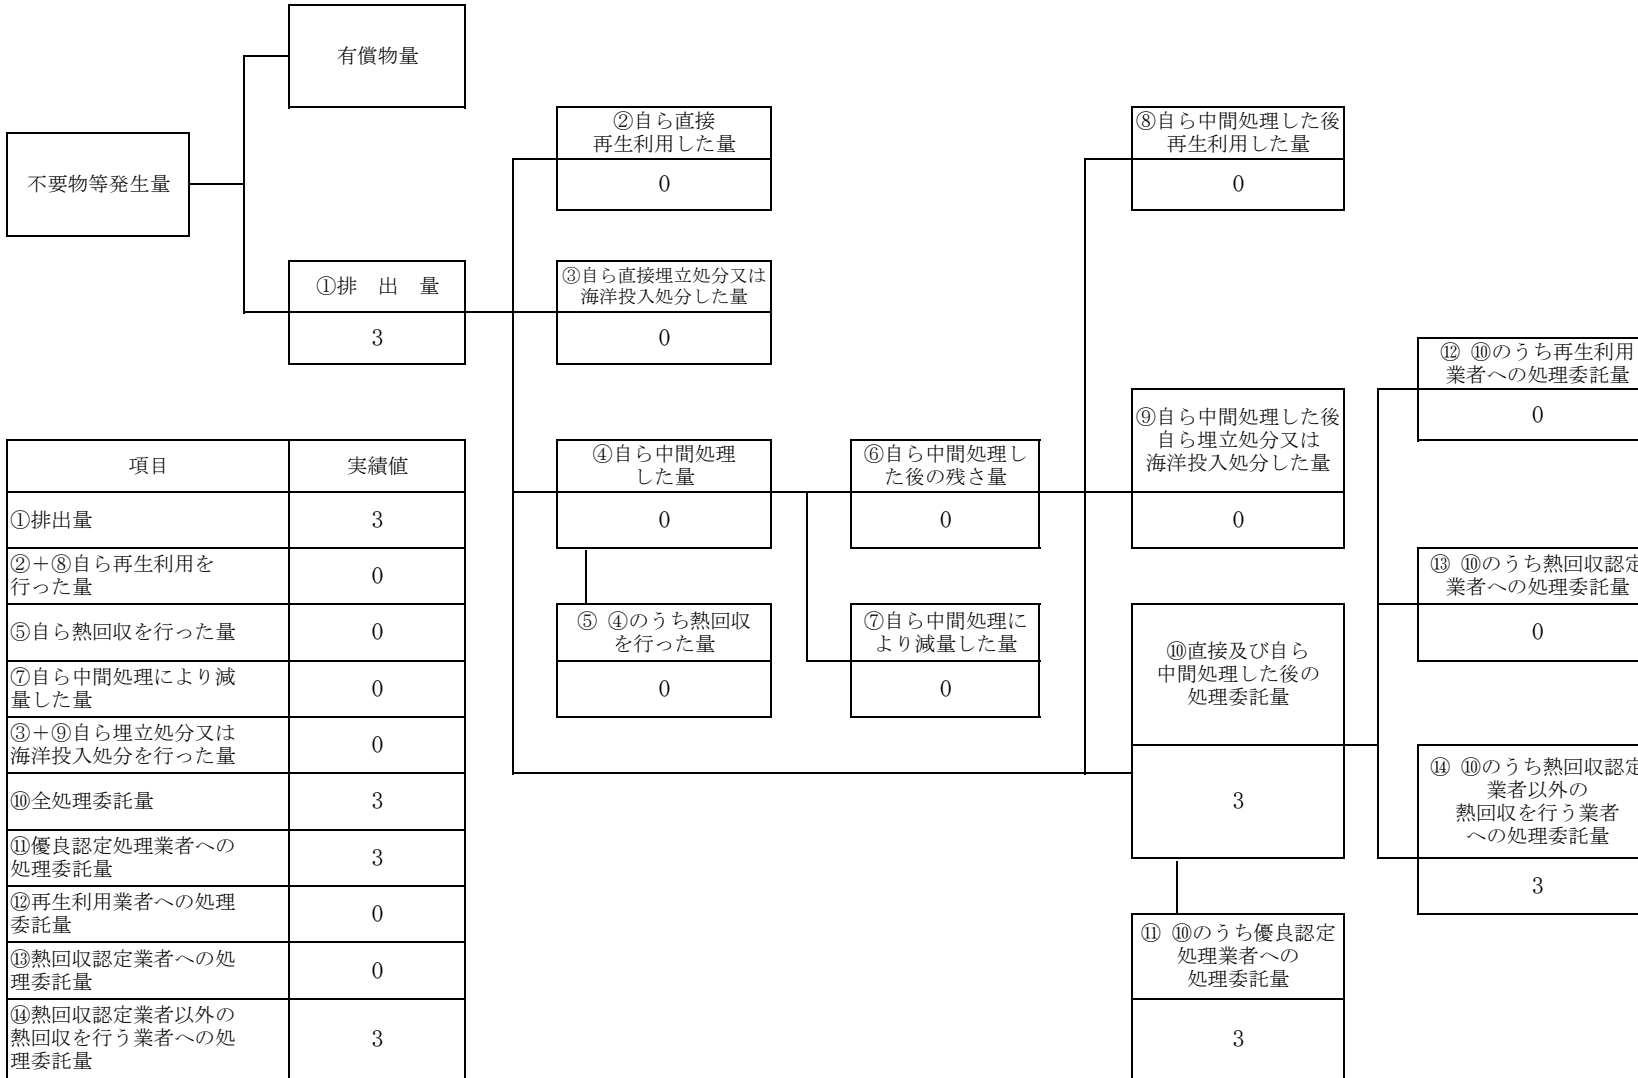 有償物量
不要物等発生量
①排　出　量
3
②自ら直接
再生利用した量
0
③自ら直接埋立処分又は
海洋投入処分した量
0
④自ら中間処理
した量
0
⑤ ④のうち熱回収
を行った量
0
⑥自ら中間処理し
た後の残さ量
0
⑦自ら中間処理に
より減量した量
0
⑧自ら中間処理した後
再生利用した量
0
⑨自ら中間処理した後
自ら埋立処分又は
海洋投入処分した量
0
⑩直接及び自ら
中間処理した後の
処理委託量
3
⑪ ⑩のうち優良認定
処理業者への
処理委託量
3
⑫ ⑩のうち再生利用
業者への処理委託量
0
⑬ ⑩のうち熱回収認定
業者への処理委託量
0
⑭ ⑩のうち熱回収認定
業者以外の
熱回収を行う業者
への処理委託量
3
項目 実績値
①排出量 3
②＋⑧自ら再生利用を
行った量 0
⑤自ら熱回収を行った量 0
⑦自ら中間処理により減
量した量 0
③＋⑨自ら埋立処分又は
海洋投入処分を行った量 0
⑩全処理委託量 3
⑪優良認定処理業者への
処理委託量 3
⑫再生利用業者への処理
委託量 0
⑬熱回収認定業者への処
理委託量 0
⑭熱回収認定業者以外の
熱回収を行う業者への処
理委託量 3